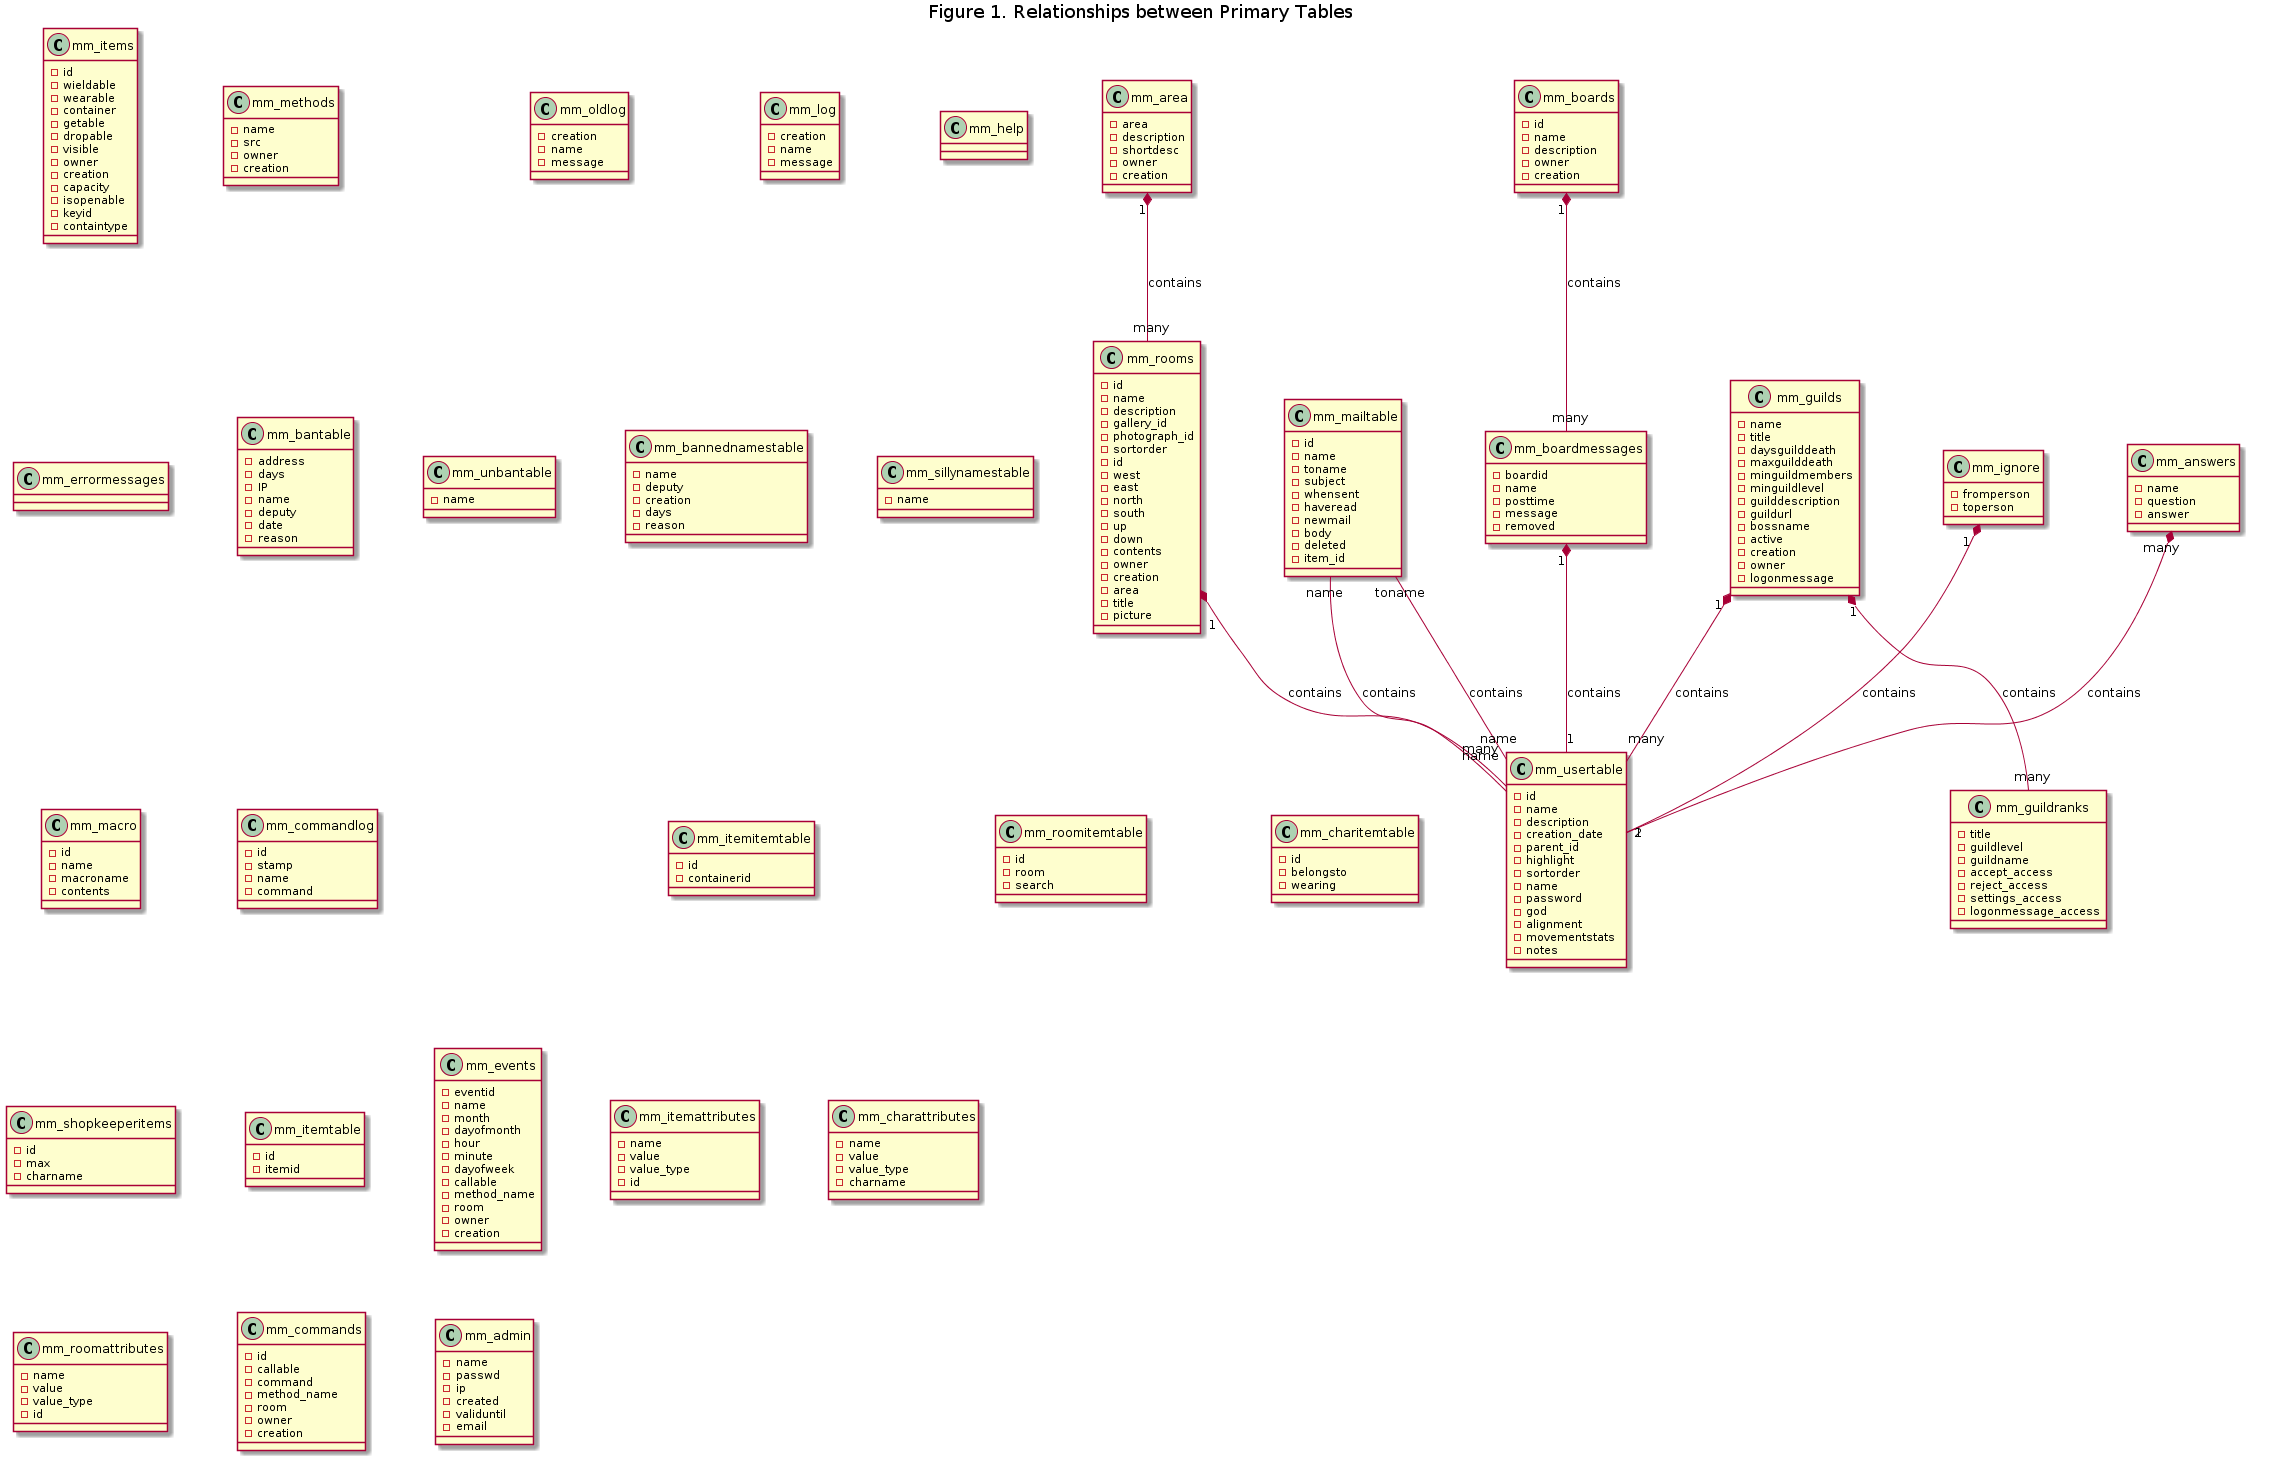 Figure 1. Relationships between Primary Tables
C mm_items
id
wieldable
wearable
container
getable
dropable
visible
owner
creation
capacity
isopenable
keyid
containtype
C mm_methods
name
src
owner
creation
C mm_oldlog
creation
name
message
C mm_log
creation
name
message
C mm_help
C mm_area
area
description
shortdesc
owner
creation
C mm_boards
id
name
description
owner
creation
1
contains
many
1
contains
many
C mm_errormessages
C mm_bantable
address
days
IP
name
deputy
date
reason
C mm_unbantable
name
C mm_bannednamestable
name
deputy
creation
days
reason
C mm_sillynamestable
name
C mm_rooms
id
name
description
gallery_id
photograph_id
sortorder
id
west
east
north
south
up
down
contents
owner
creation
area
title
picture
C mm_mailtable
id
name
toname
subject
whensent
haveread
newmail
body
deleted
item_id
C mm_boardmessages
boardid
name
posttime
message
removed
C mm_guilds
name
title
daysguilddeath
maxguilddeath
minguildmembers
minguildlevel
guilddescription
guildurl
bossname
active
creation
owner
logonmessage
C mm_ignore
fromperson
toperson
C mm_answers
name
question
answer
1
name
toname
1
1
1
1
many
contains
contains
contains
contains
contains
contains
contains
contains
many
name
name
1
many
many
2
C mm_macro
id
name
macroname
contents
C mm_commandlog
id
stamp
name
command
C mm_itemitemtable
id
containerid
C mm_roomitemtable
id
room
search
C mm_charitemtable
id
belongsto
wearing
C mm_usertable
id
name
description
creation_date
parent_id
highlight
sortorder
name
password
god
alignment
movementstats
notes
C mm_guildranks
title
guildlevel
guildname
accept_access
reject_access
settings_access
logonmessage_access
C mm_shopkeeperitems
id
max
charname
C mm_itemtable
id
itemid
C mm_events
eventid
name
month
dayofmonth
hour
minute
dayofweek
callable
method_name
room
owner
creation
C mm_itemattributes
name
value
value_type
id
C mm_charattributes
name
value
value_type
charname
C mm_roomattributes
name
value
value_type
id
C mm_commands
id
callable
command
method_name
room
owner
creation
C mm_admin
name
passwd
ip
created
validuntil
email